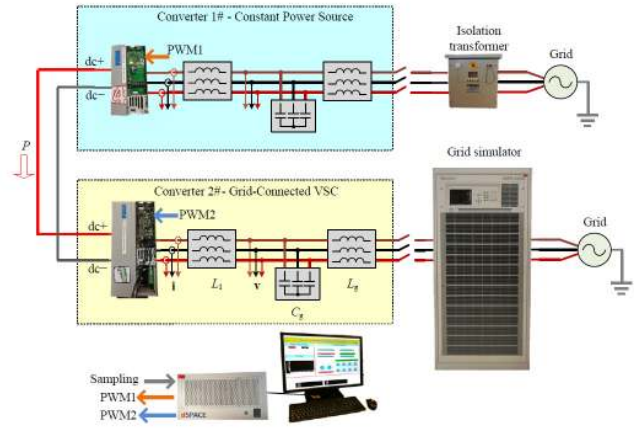 Converter 1# - Constant Power Source
PWM1
dc+
dc−
Isolation
transformer
Grid
P
Converter 2# - Grid-Connected VSC
PWM2
dc+
dc−
i
L1
v
Cg
Lg
Grid simulator
Grid
Sampling
PWM1
PWM2
dSPACE